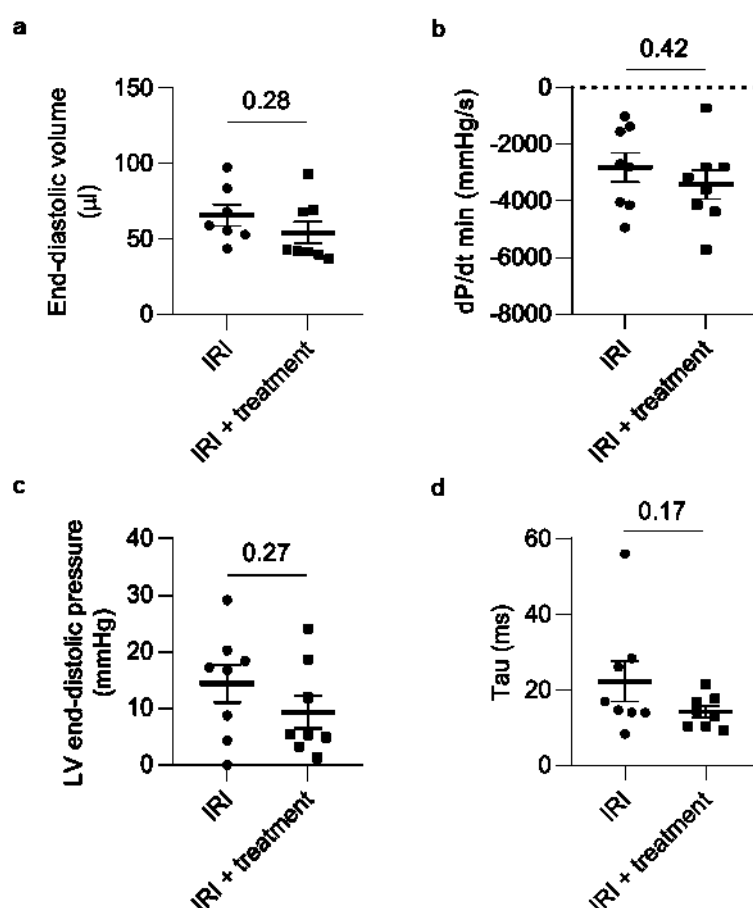 a
End-diastolic volume
(µl)
150
100
50
0
0.28
IRI
IRI + treatment
b
dP/dt min (mmHg/s)
0
-2000
-4000
-6000
-8000
0.42
IRI
IRI + treatment
c
LV end-distolic pressure
(mmHg)
40
30
20
10
0
0.27
IRI
IRI + treatment
d
Tau (ms)
60
40
20
0
0.17
IRI
IRI + treatment